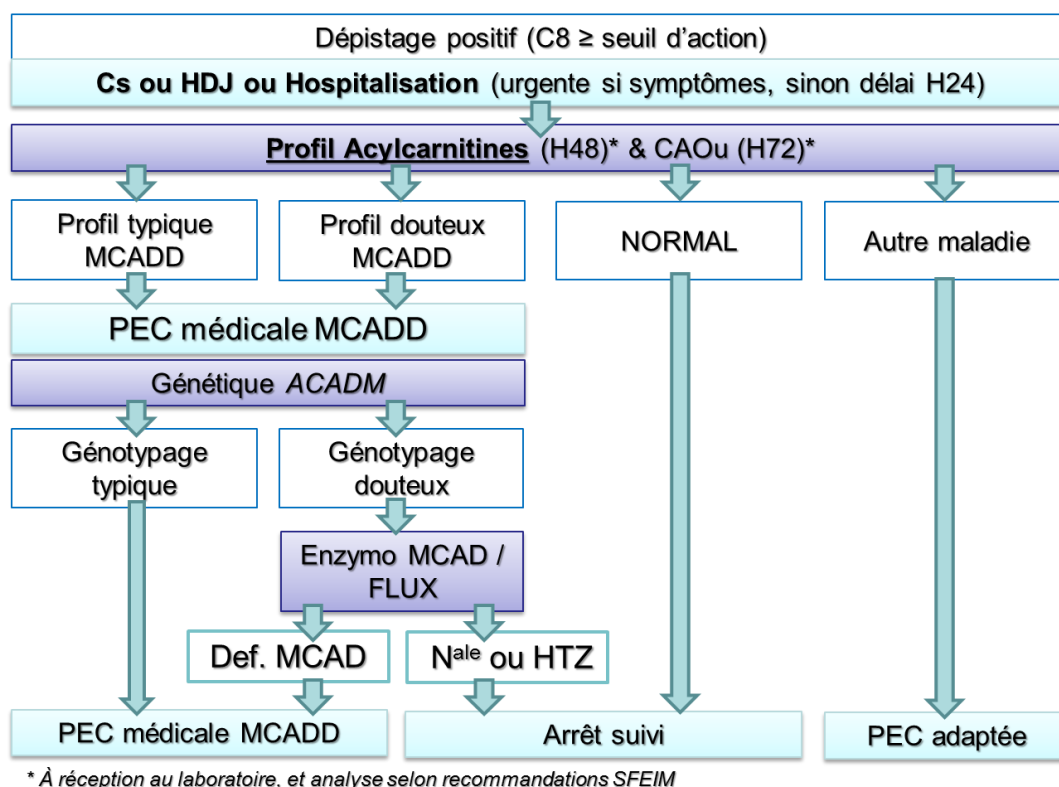 Dépistage positif (C8 ≥ seuil d’action)
Cs ou HDJ ou Hospitalisation (urgente si symptômes, sinon délai H24)
Profil Acylcarnitines (H48)* & CAOu (H72)*
Profil typique
MCADD
Profil douteux
MCADD
NORMAL
Autre maladie
PEC médicale MCADD
Génétique ACADM
Génotypage
typique
Génotypage
douteux
Enzymo MCAD /
FLUX
Def. MCAD
Nale ou HTZ
PEC médicale MCADD
Arrêt suivi
PEC adaptée
* À réception au laboratoire, et analyse selon recommandations SFEIM